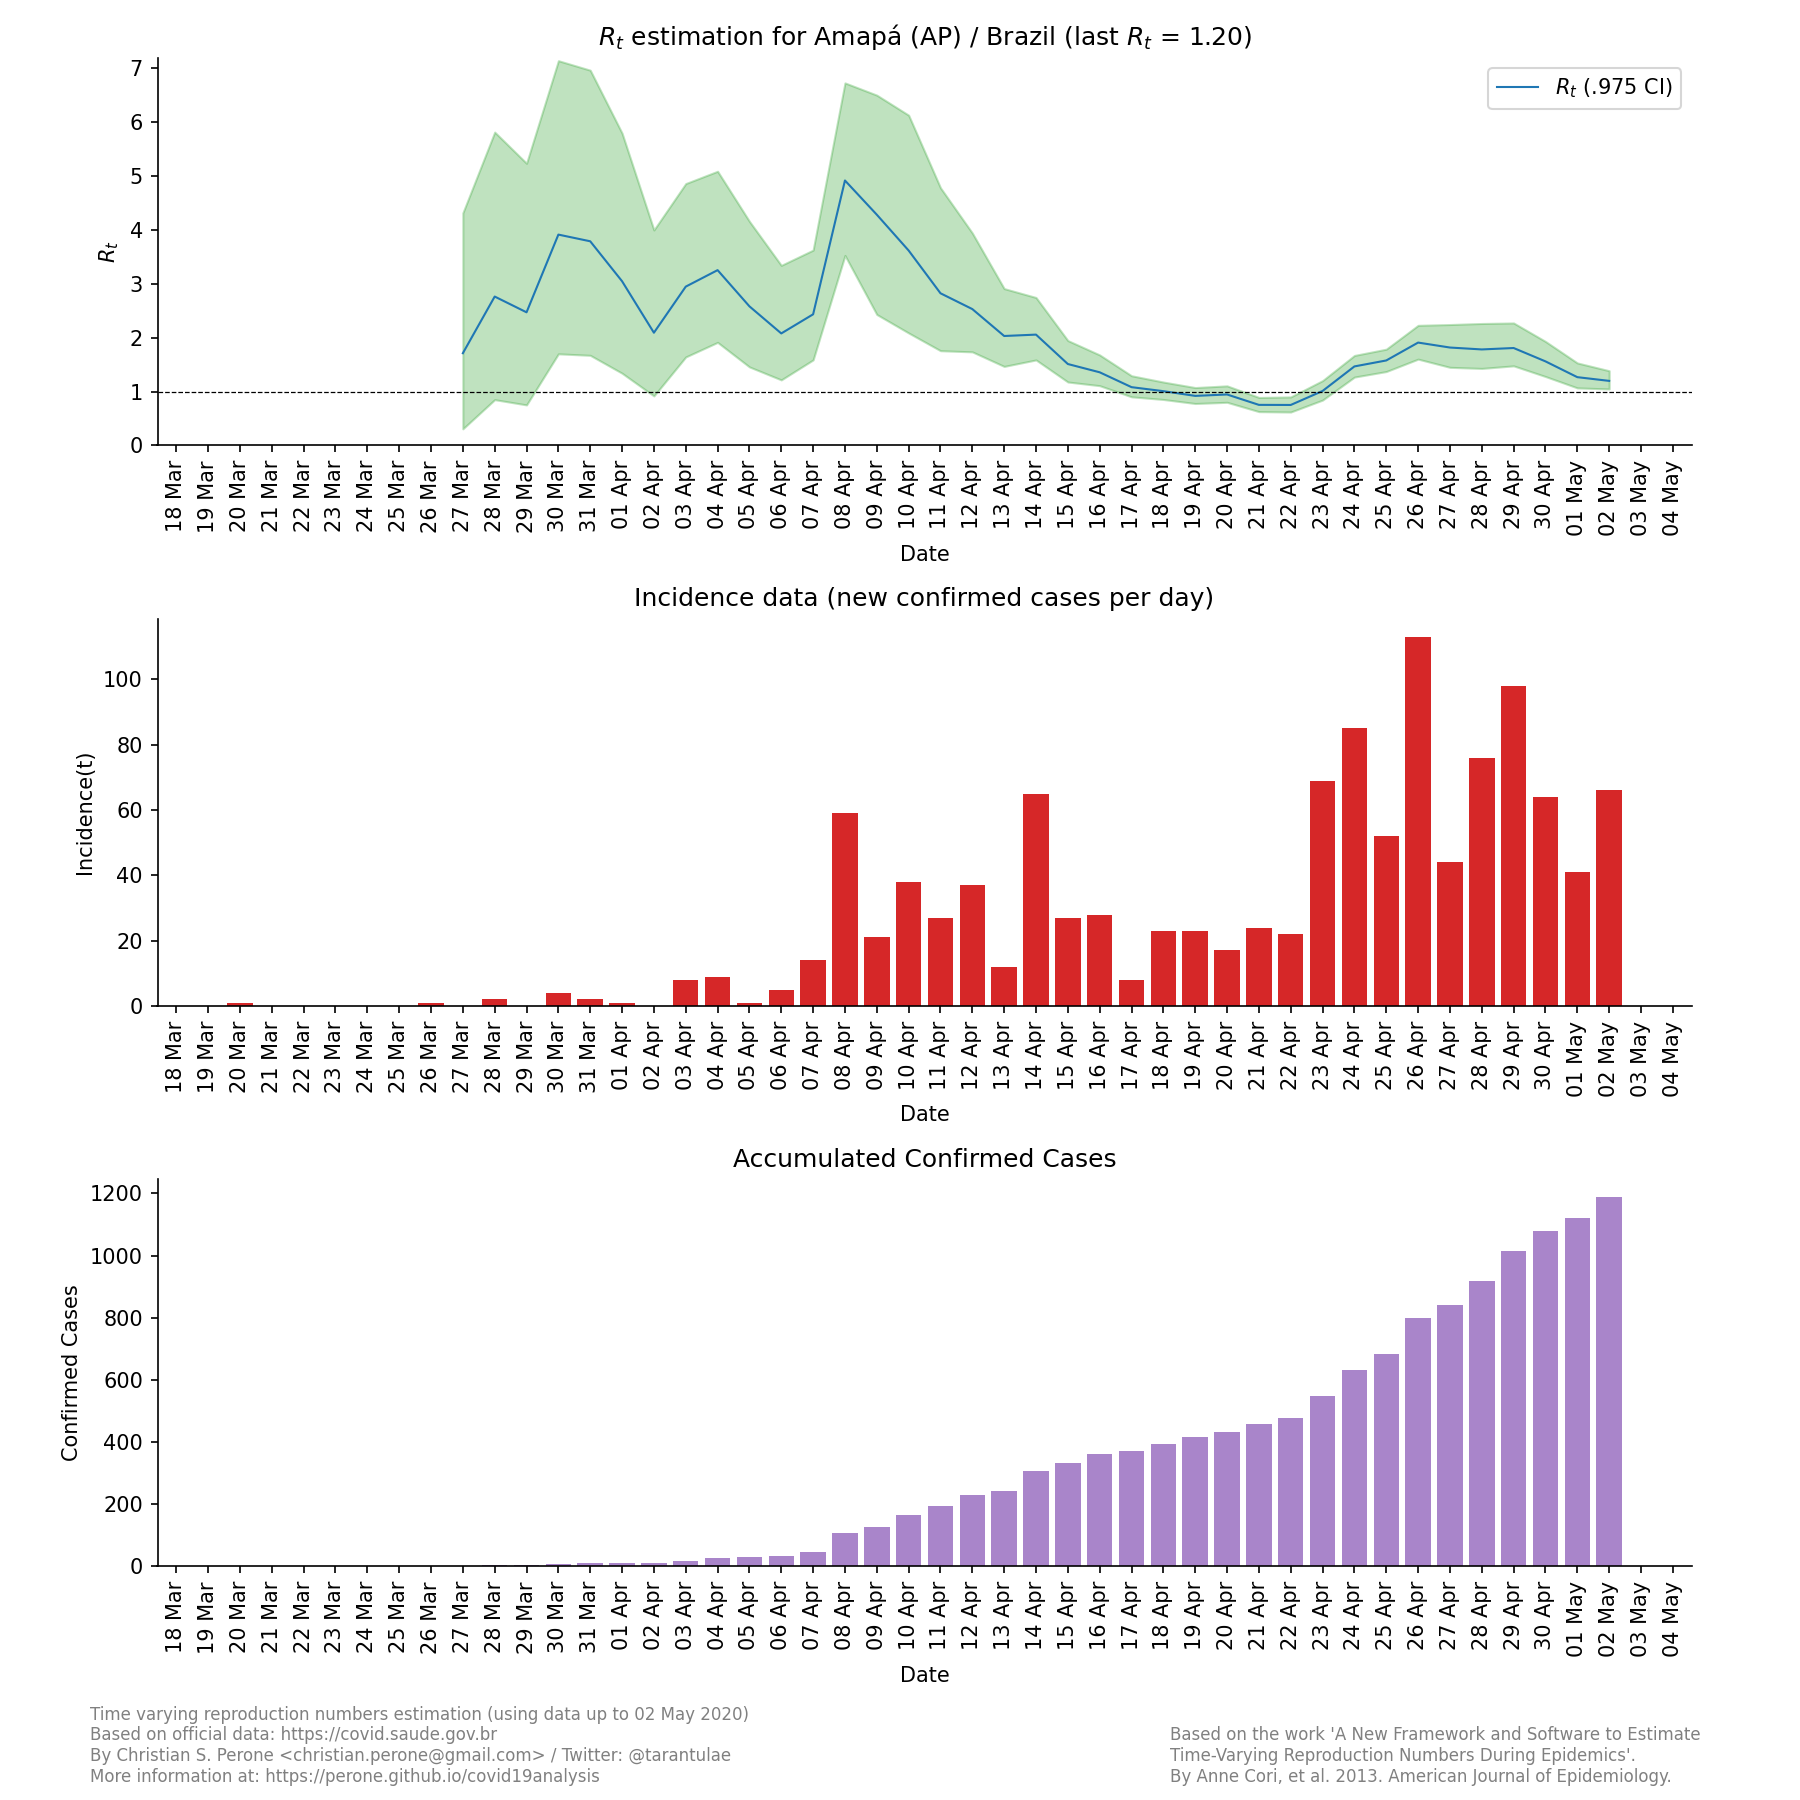 R_t estimation for Amapá (AP) / Brazil (last R_t = 1.20)
R_t (.975 CI)
R_t
7
6
5
4
3
2
1
0
18 Mar
19 Mar
20 Mar
21 Mar
22 Mar
23 Mar
24 Mar
25 Mar
26 Mar
27 Mar
28 Mar
29 Mar
30 Mar
31 Mar
01 Apr
02 Apr
03 Apr
04 Apr
05 Apr
06 Apr
07 Apr
08 Apr
09 Apr
10 Apr
11 Apr
12 Apr
13 Apr
14 Apr
15 Apr
16 Apr
17 Apr
18 Apr
19 Apr
20 Apr
21 Apr
22 Apr
23 Apr
24 Apr
25 Apr
26 Apr
27 Apr
28 Apr
29 Apr
30 Apr
01 May
02 May
03 May
04 May
Date
Incidence data (new confirmed cases per day)
Incidence(t)
100
80
60
40
20
0
18 Mar
19 Mar
20 Mar
21 Mar
22 Mar
23 Mar
24 Mar
25 Mar
26 Mar
27 Mar
28 Mar
29 Mar
30 Mar
31 Mar
01 Apr
02 Apr
03 Apr
04 Apr
05 Apr
06 Apr
07 Apr
08 Apr
09 Apr
10 Apr
11 Apr
12 Apr
13 Apr
14 Apr
15 Apr
16 Apr
17 Apr
18 Apr
19 Apr
20 Apr
21 Apr
22 Apr
23 Apr
24 Apr
25 Apr
26 Apr
27 Apr
28 Apr
29 Apr
30 Apr
01 May
02 May
03 May
04 May
Date
Accumulated Confirmed Cases
Confirmed Cases
1200
1000
800
600
400
200
0
18 Mar
19 Mar
20 Mar
21 Mar
22 Mar
23 Mar
24 Mar
25 Mar
26 Mar
27 Mar
28 Mar
29 Mar
30 Mar
31 Mar
01 Apr
02 Apr
03 Apr
04 Apr
05 Apr
06 Apr
07 Apr
08 Apr
09 Apr
10 Apr
11 Apr
12 Apr
13 Apr
14 Apr
15 Apr
16 Apr
17 Apr
18 Apr
19 Apr
20 Apr
21 Apr
22 Apr
23 Apr
24 Apr
25 Apr
26 Apr
27 Apr
28 Apr
29 Apr
30 Apr
01 May
02 May
03 May
04 May
Date
Time varying reproduction numbers estimation (using data up to 02 May 2020)
Based on official data: https://covid.saude.gov.br
By Christian S. Perone <christian.perone@gmail.com> / Twitter: @tarantulae
More information at: https://perone.github.io/covid19analysis
Based on the work 'A New Framework and Software to Estimate
Time-Varying Reproduction Numbers During Epidemics'.
By Anne Cori, et al. 2013. American Journal of Epidemiology.